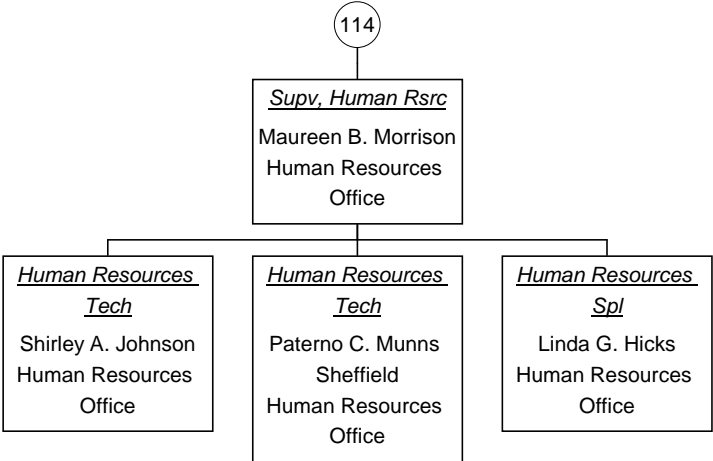 114
Supv, Human Rsrc
Maureen B. Morrison
Human Resources
Office
Human Resources
Tech
Shirley A. Johnson
Human Resources
Office
Human Resources
Tech
Paterno C. Munns
Sheffield
Human Resources
Office
Human Resources
Spl
Linda G. Hicks
Human Resources
Office